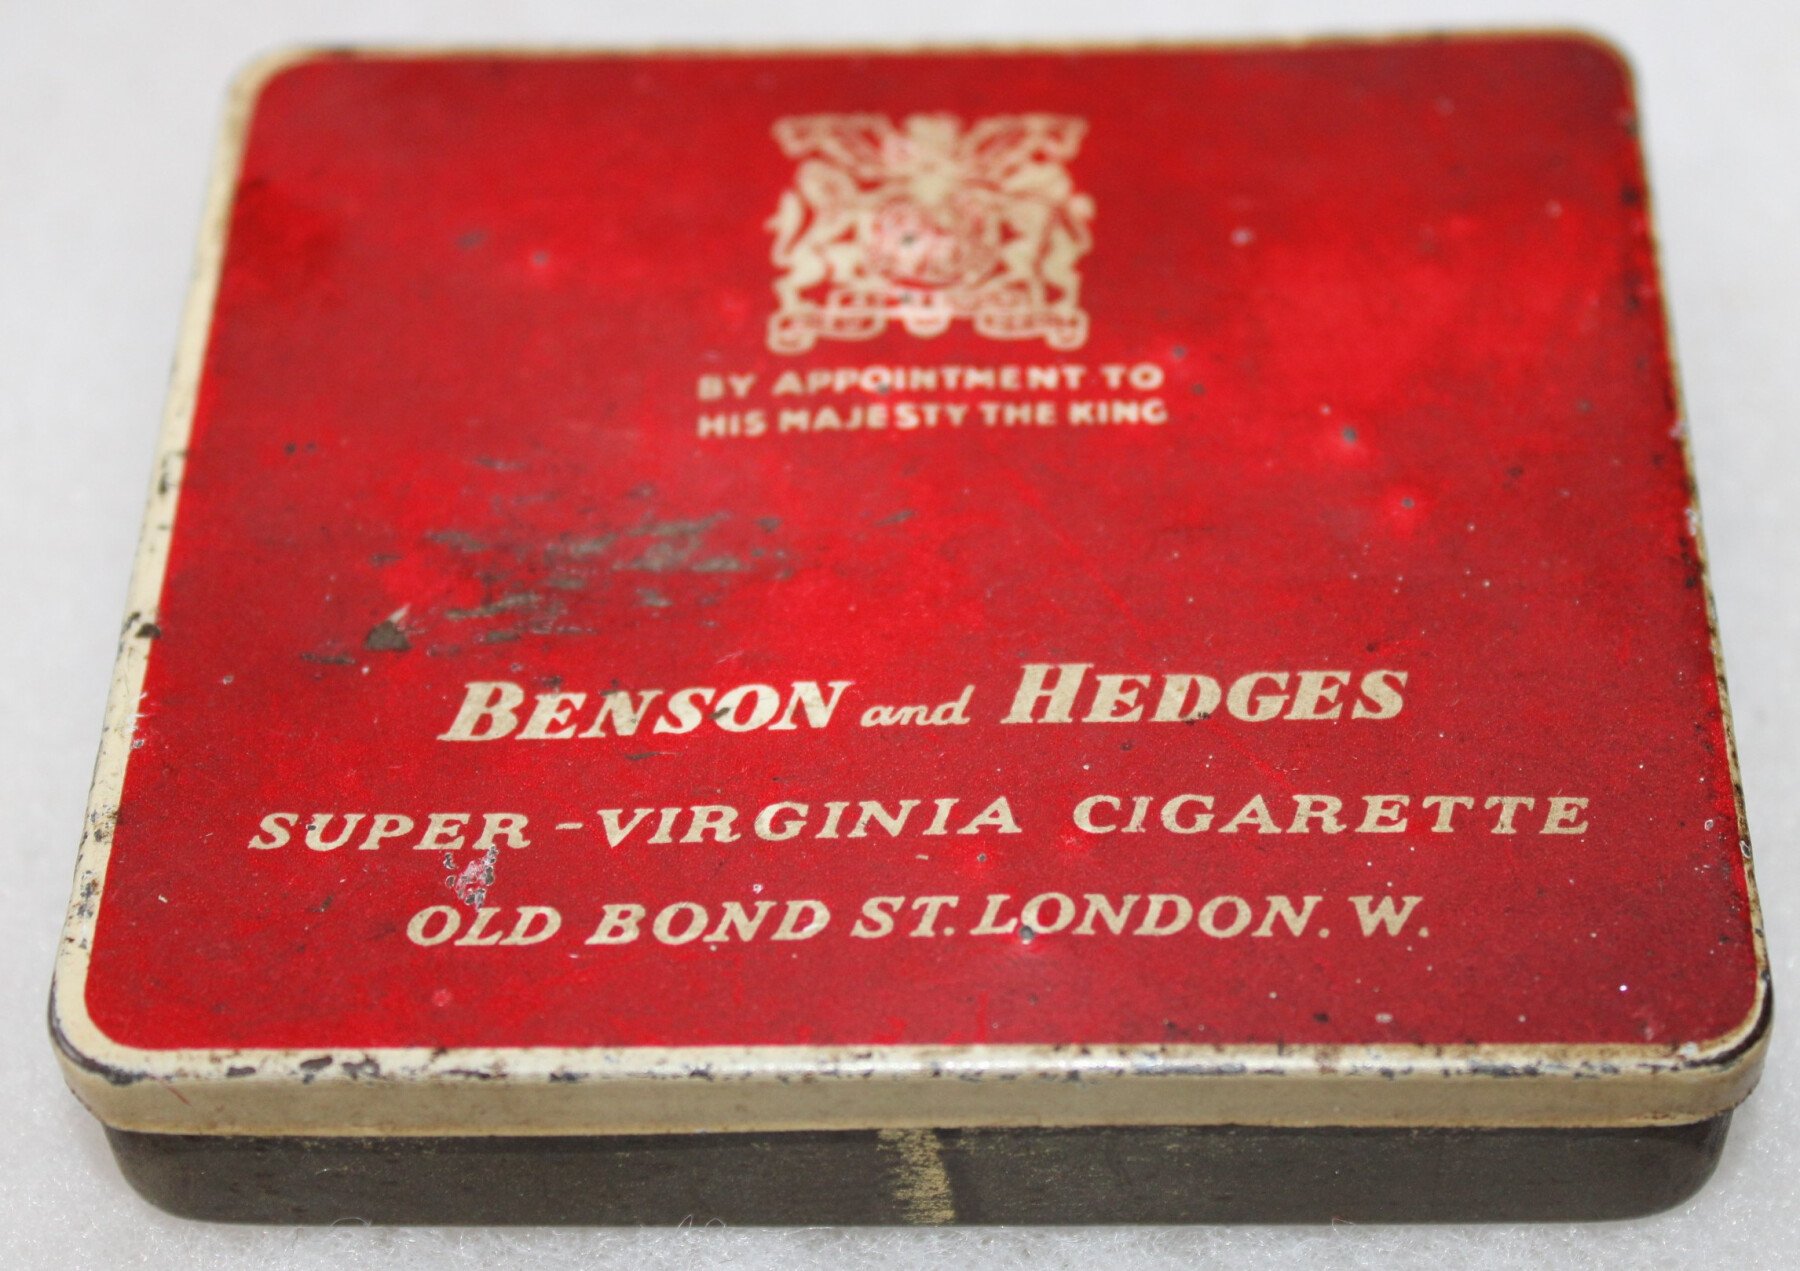 BY APPOINTMENT TO
HIS MAJESTY THE KING
BENSON and HEDGES
SUPER-VIRGINIA CIGARETTE
OLD BOND ST. LONDON. W.